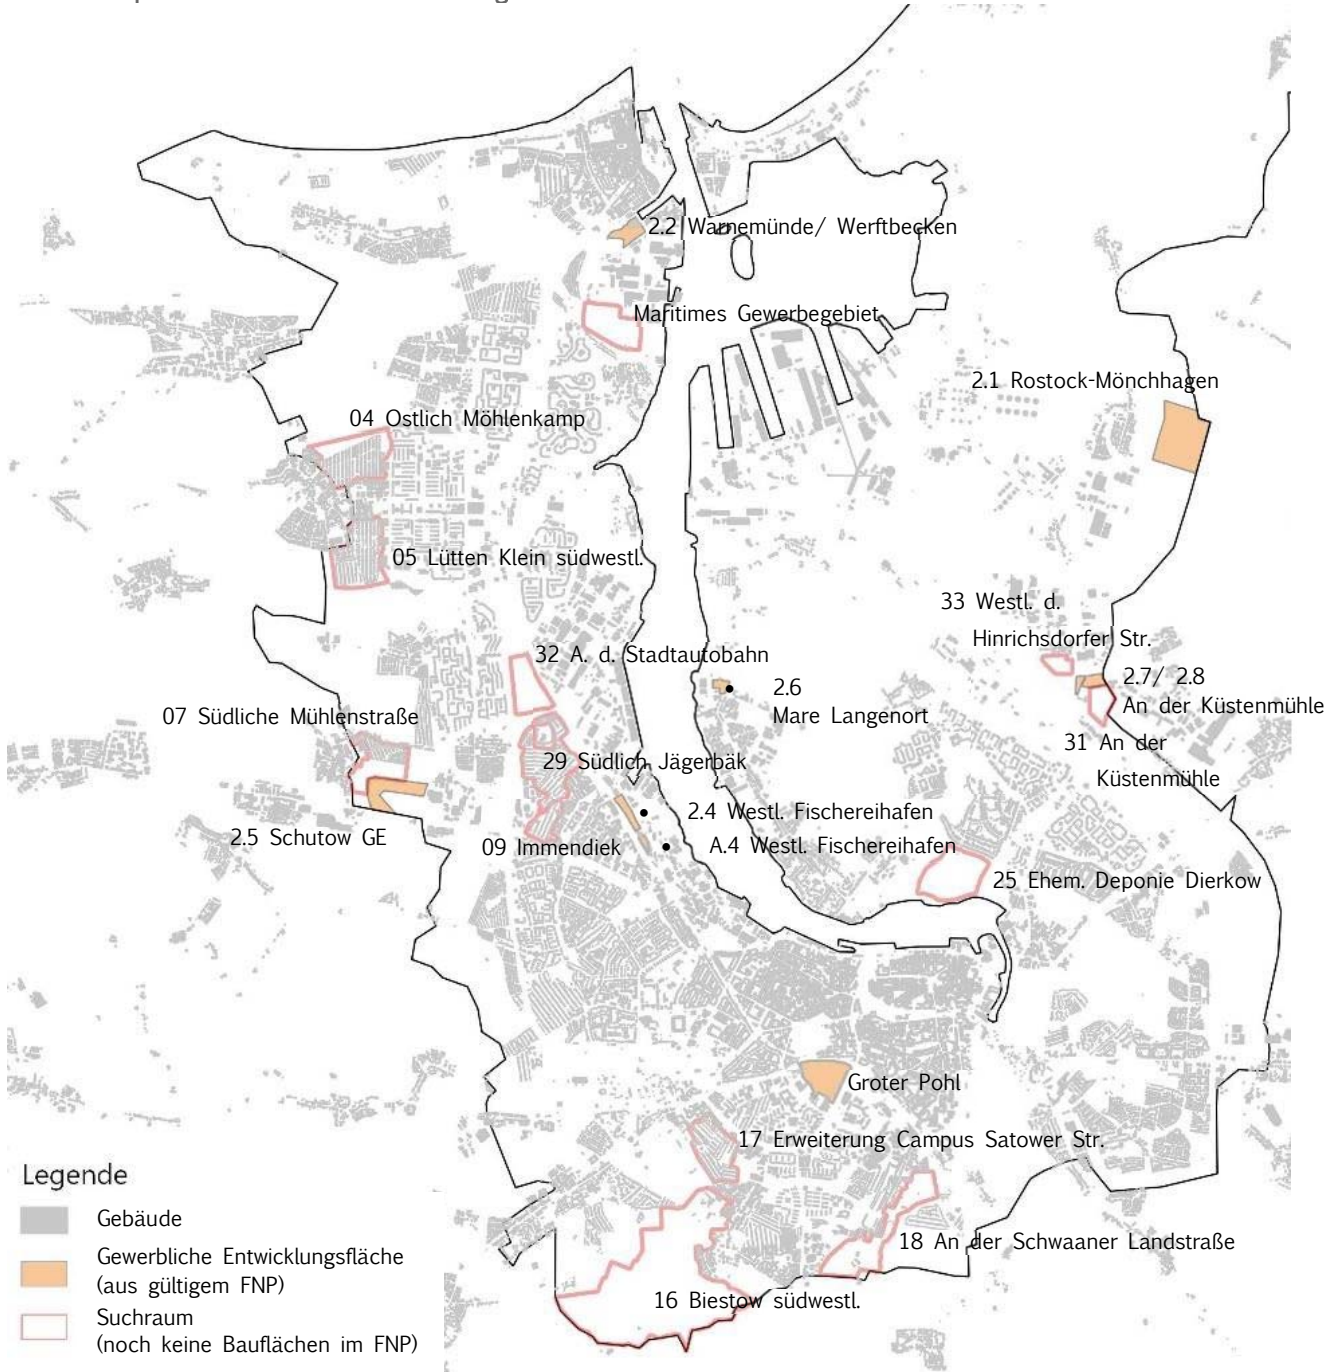 2.2 Warnemünde/ Werftbecken
Maritimes Gewerbegebiet
2.1 Rostock-Mönchhagen
04 Ostlich Möhlenkamp
05 Lütten Klein südwestl.
33 Westl. d.
Hinrichsdorfer Str.
32 A. d. Stadtautobahn
2.6
Mare Langenort
2.7/ 2.8
An der Küstenmühle
07 Südliche Mühlenstraße
31 An der
Küstenmühle
29 Südlich Jägerbäk
2.4 Westl. Fischereihafen
2.5 Schutow GE
09 Immendiek
A.4 Westl. Fischereihafen
25 Ehem. Deponie Dierkow
Groter Pohl
17 Erweiterung Campus Satower Str.
18 An der Schwaaner Landstraße
16 Biestow südwestl.
Legende
Gebäude
Gewerbliche Entwicklungsfläche
(aus gültigem FNP)
Suchraum
(noch keine Bauflächen im FNP)